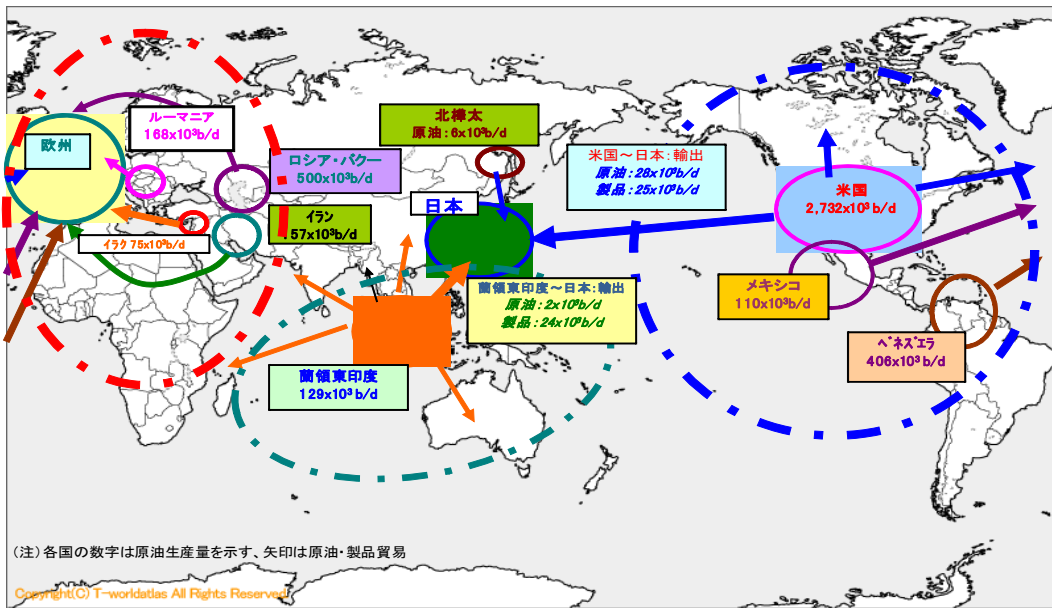 ルーマニア
168x10³b/d
欧州
ロシア・バクー
500x10³b/d
北樺太
原油：6x10³b/d
米国～日本：輸出
原油：28x10³b/d
製品：25x10³b/d
米国
2,732x10³b/d
日本
イラン
157x10³b/d
イラク 75x10³b/d
蘭領東印度～日本：輸出
原油：2x10³b/d
製品：24x10³b/d
メキシコ
110x10³b/d
ベネズエラ
406x10³b/d
蘭領東印度
129x10³b/d
（注）各国の数字は原油生産量を示す、矢印は原油・製品貿易
Copyright(C) T-worldatlas All Rights Reserved